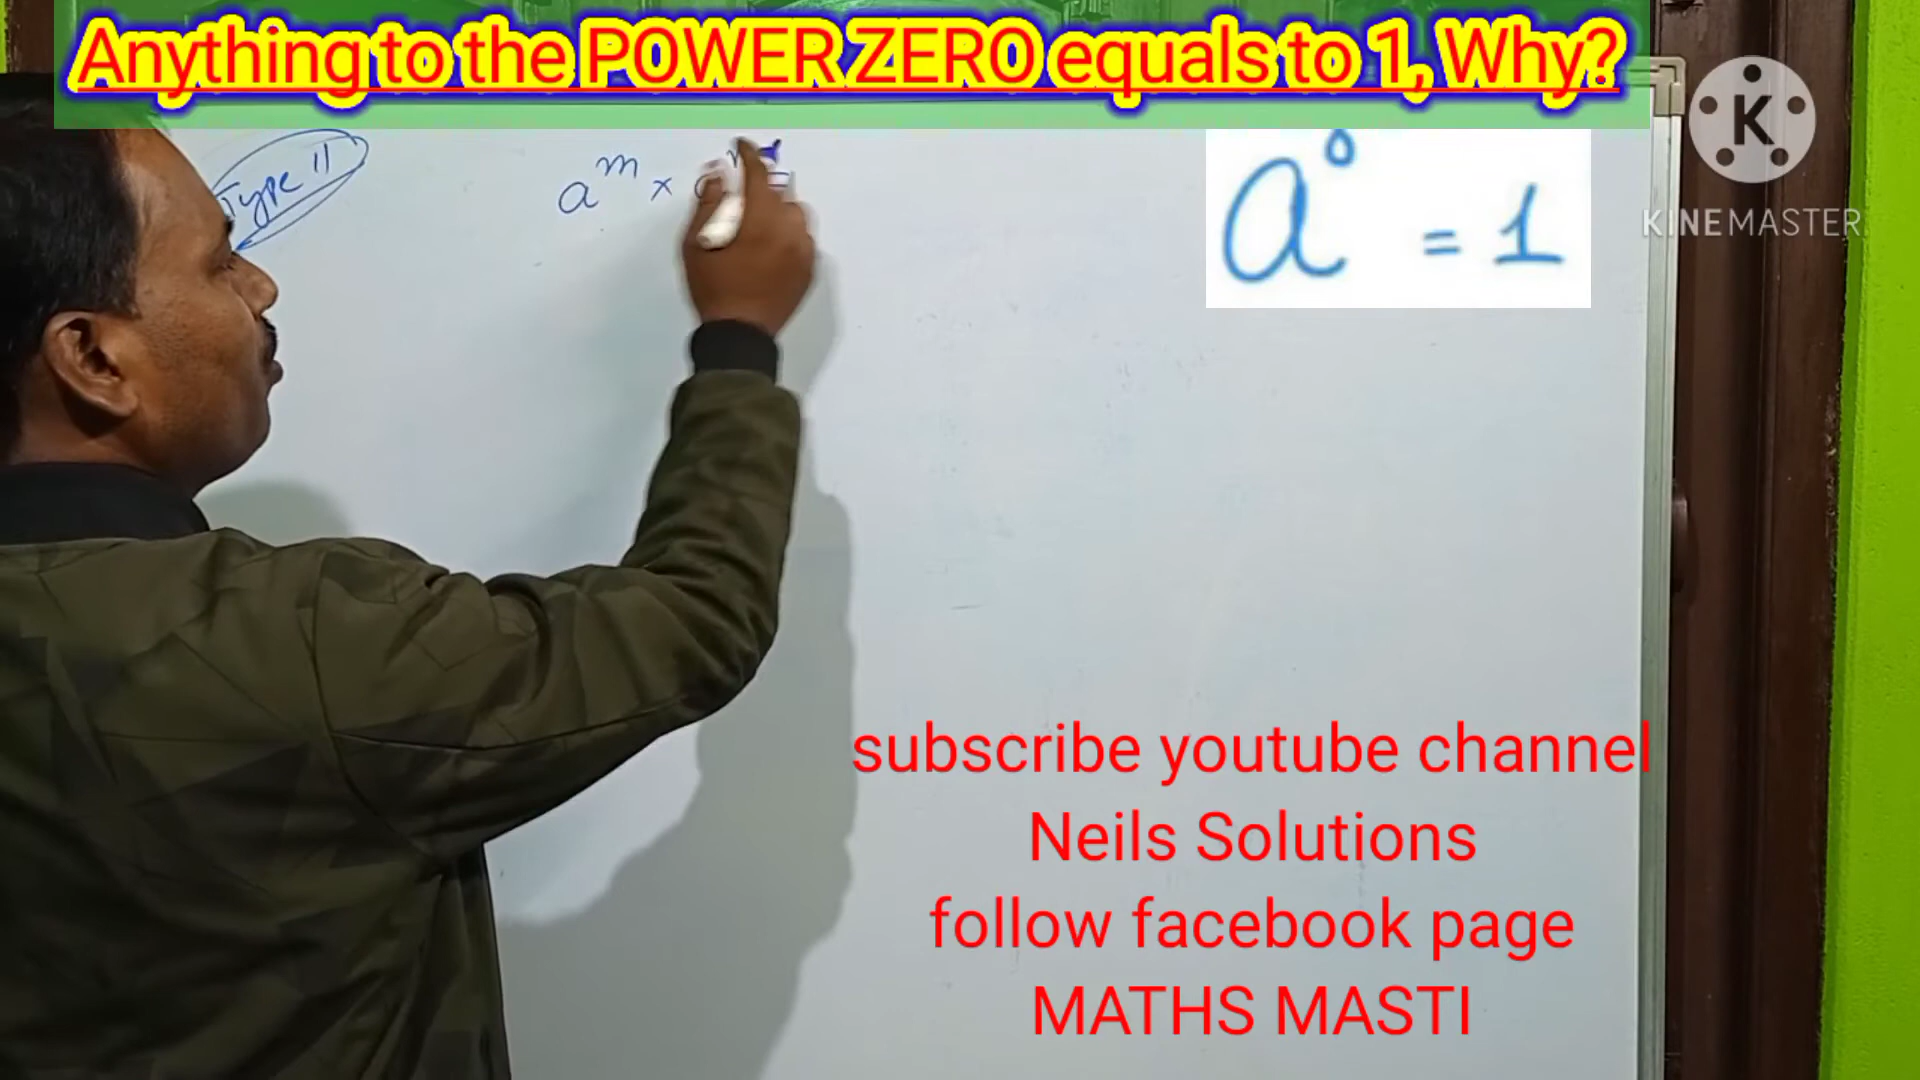 Anything to the POWER ZERO equals to 1, Why?
K
KINEMASTER
Type II
a^m ×
a^0 = 1
subscribe youtube channel
Neils Solutions
follow facebook page
MATHS MASTI